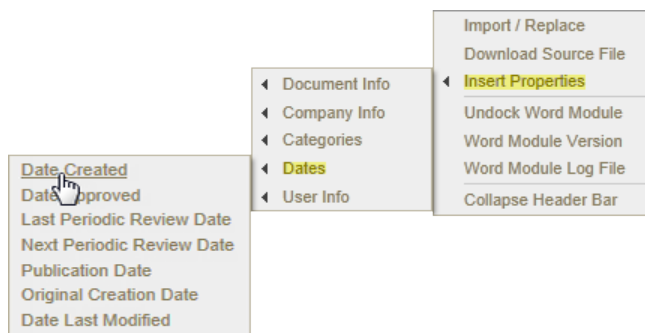 Import / Replace
Download Source File
Insert Properties
Undock Word Module
Word Module Version
Word Module Log File
Collapse Header Bar
Document Info
Company Info
Categories
Dates
User Info
Date Created
Date Approved
Last Periodic Review Date
Next Periodic Review Date
Publication Date
Original Creation Date
Date Last Modified